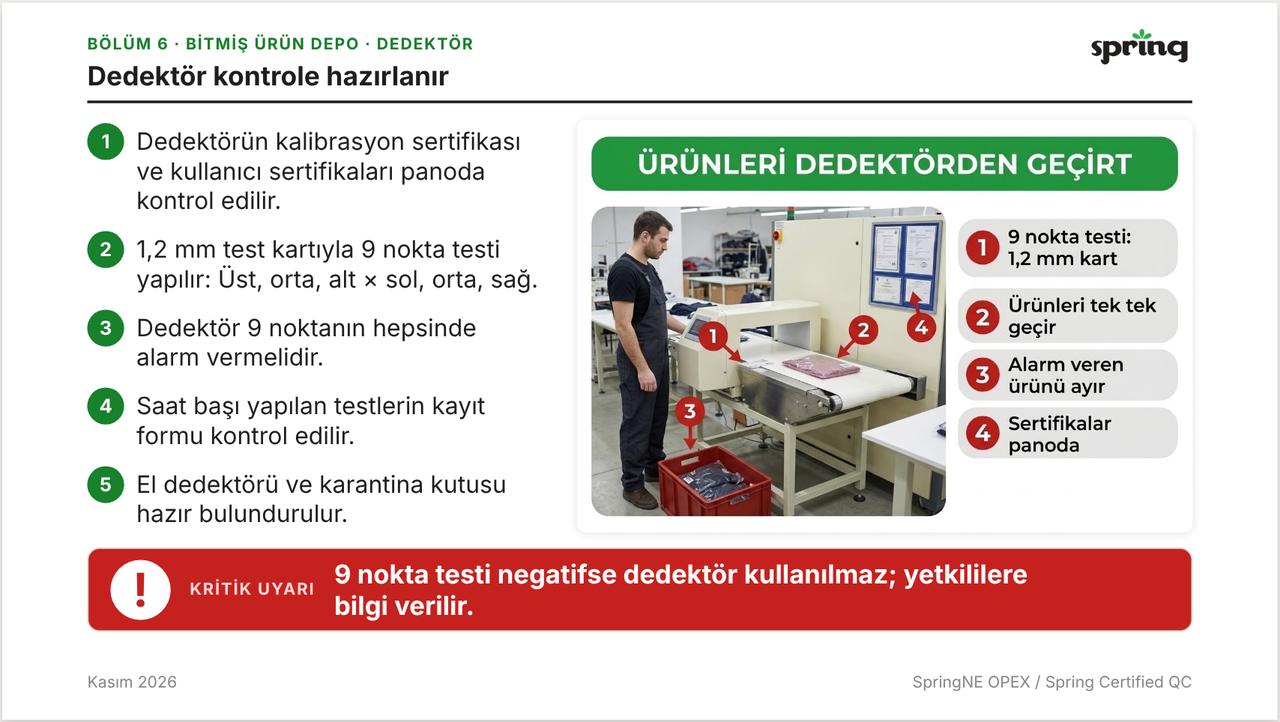 BÖLÜM 6 · BİTMİŞ ÜRÜN DEPO · DEDEKTÖR
spring
Dedektör kontrole hazırlanır
1 Dedektörün kalibrasyon sertifikası
ve kullanıcı sertifikaları panoda
kontrol edilir.
2 1,2 mm test kartıyla 9 nokta testi
yapılır: Üst, orta, alt × sol, orta, sağ.
3 Dedektör 9 noktanın hepsinde
alarm vermelidir.
4 Saat başı yapılan testlerin kayıt
formu kontrol edilir.
5 El dedektörü ve karantina kutusu
hazır bulundurulur.
ÜRÜNLERİ DEDEKTÖRDEN GEÇİRT
1
2
4
3
1 9 nokta testi:
1,2 mm kart
2 Ürünleri tek tek
geçir
3 Alarm veren
ürünü ayır
4 Sertifikalar
panoda
! KRİTİK UYARI
9 nokta testi negatifse dedektör kullanılmaz; yetkililere
bilgi verilir.
Kasım 2026
SpringNE OPEX / Spring Certified QC